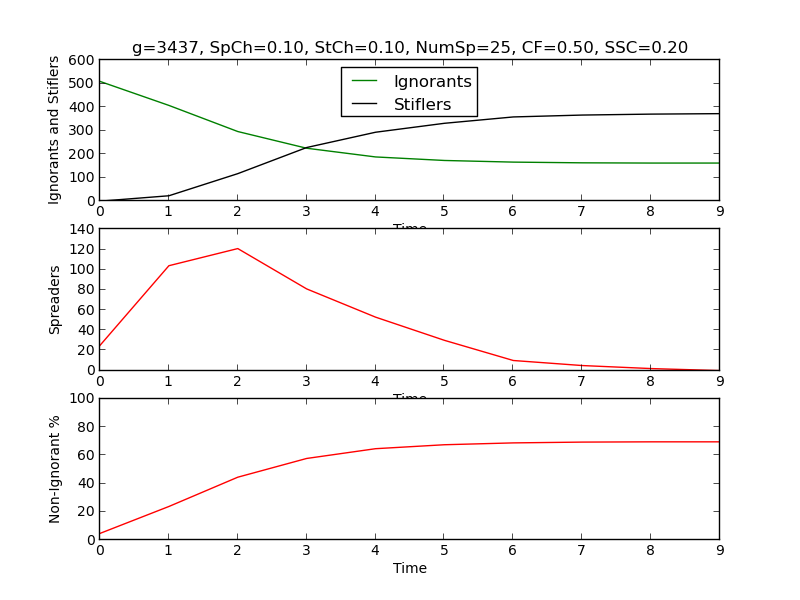 g=3437, SpCh=0.10, StCh=0.10, NumSp=25, CF=0.50, SSC=0.20
Ignorants and Stiflers
600
500
400
300
200
100
0
Ignorants
Stiflers
0 1 2 3 4 5 6 7 8 9
Time
Spreaders
140
120
100
80
60
40
20
0
0 1 2 3 4 5 6 7 8 9
Time
Non-Ignorant %
100
80
60
40
20
0
0 1 2 3 4 5 6 7 8 9
Time